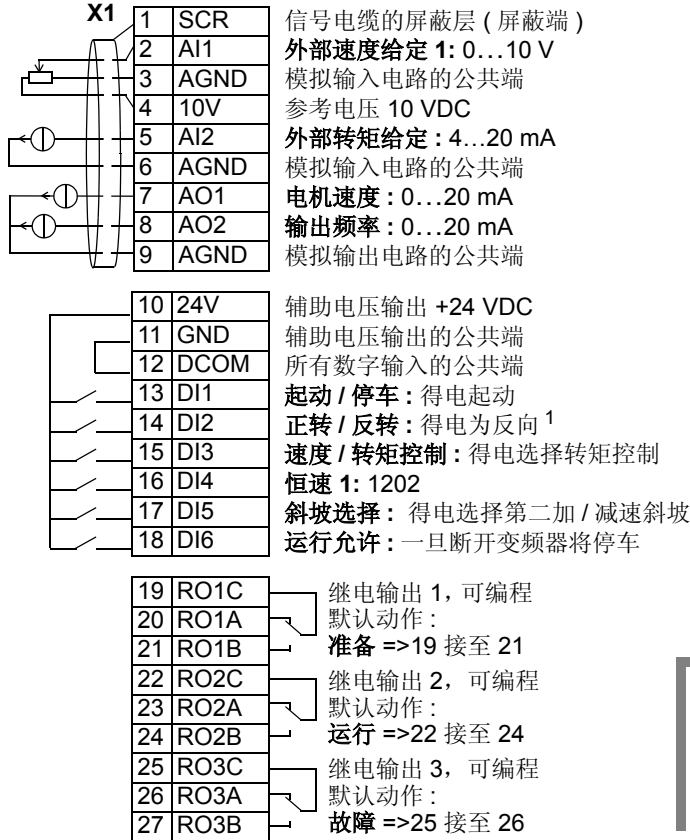 X1
1 SCR 信号电缆的屏蔽层 ( 屏蔽端 )
2 AI1 外部速度给定 1: 0…10 V
3 AGND 模拟输入电路的公共端
4 10V 参考电压 10 VDC
5 AI2 外部转矩给定 : 4…20 mA
6 AGND 模拟输入电路的公共端
7 AO1 电机速度 : 0…20 mA
8 AO2 输出频率 : 0…20 mA
9 AGND 模拟输出电路的公共端
10 24V 辅助电压输出 +24 VDC
11 GND 辅助电压输出的公共端
12 DCOM 所有数字输入的公共端
13 DI1 起动 / 停车 : 得电起动
14 DI2 正转 / 反转 : 得电为反向 1
15 DI3 速度 / 转矩控制 : 得电选择转矩控制
16 DI4 恒速 1: 1202
17 DI5 斜坡选择 : 得电选择第二加 / 减速斜坡
18 DI6 运行允许 : 一旦断开变频器将停车
19 RO1C 继电输出 1, 可编程
20 RO1A 默认动作 :
21 RO1B 准备 =>19 接至 21
22 RO2C 继电输出 2，可编程
23 RO2A 默认动作 :
24 RO2B 运行 =>22 接至 24
25 RO3C 继电输出 3，可编程
26 RO3A 默认动作 :
27 RO3B 故障 =>25 接至 26